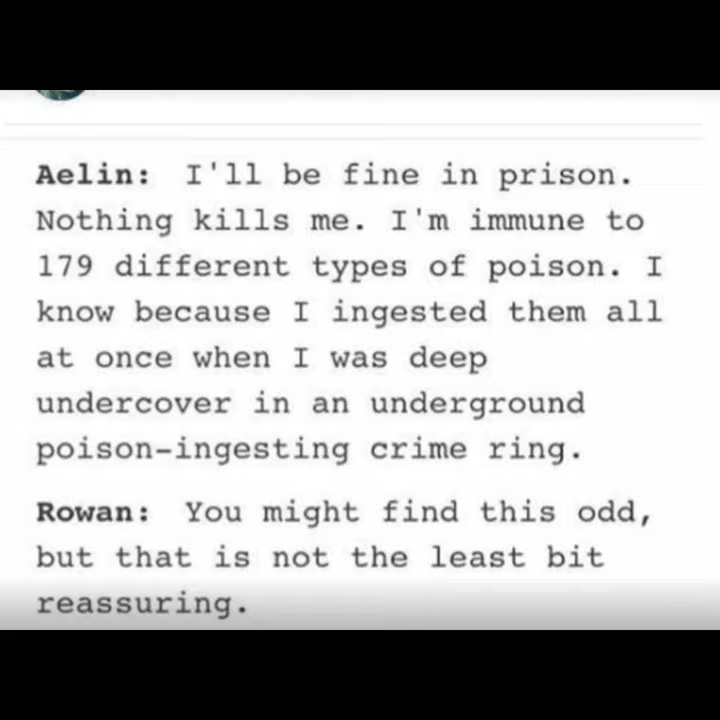 Aelin: I'll be fine in prison.
Nothing kills me. I'm immune to
179 different types of poison. I
know because I ingested them all
at once when I was deep
undercover in an underground
poison-ingesting crime ring.
Rowan: You might find this odd,
but that is not the least bit
reassuring.